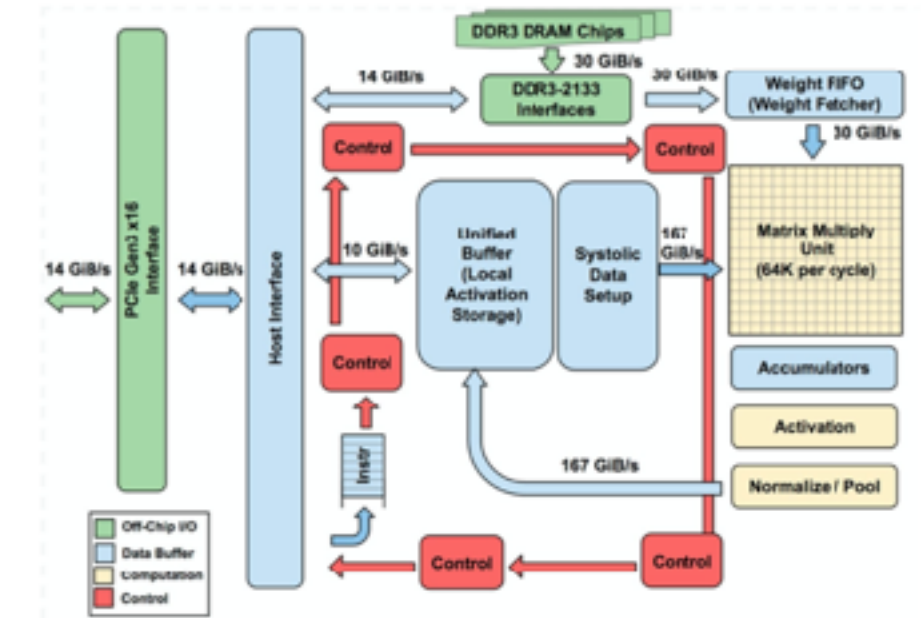 DDR3 DRAM Chips
30 GiB/s
14 GiB/s
DDR3-2133
Interfaces
30 GiB/s
Weight FIFO
(Weight Fetcher)
30 GiB/s
Control
Control
PCIe Gen3 x16
Interface
14 GiB/s
14 GiB/s
Host Interface
10 GiB/s
Unified
Buffer
(Local
Activation
Storage)
Systolic
Data
Setup
167
GiB/s
Matrix Multiply
Unit
(64K per cycle)
Control
Accumulators
Activation
Instr
167 GiB/s
Normalize / Pool
Off-Chip I/O
Data Buffer
Computation
Control
Control
Control